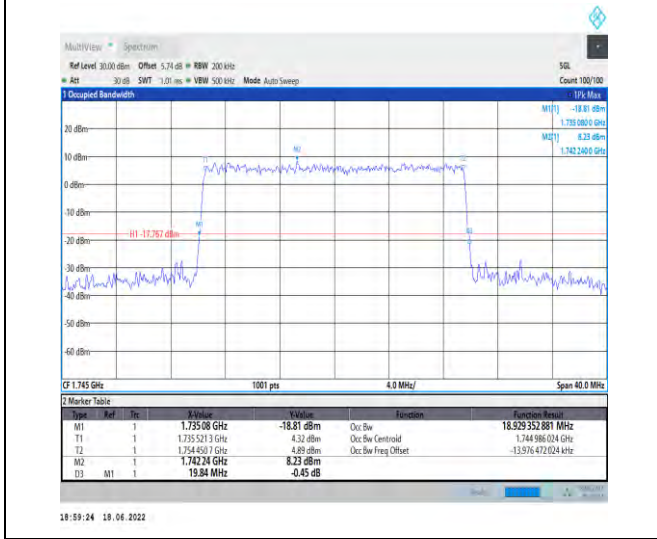 MultiView Spectrum
Ref Level 30.00 dBm Offset 5.74 dB RBW 200 kHz SGL
Att 30 dB SWT 1.01 ms VBW 500 kHz Mode Auto Sweep Count 100/100
1 Occupied Bandwidth 1Pk Max
M1[1] -18.81 dBm
1.735 080 0 GHz
M2[1] 8.23 dBm
1.742 240 0 GHz
20 dBm
10 dBm
M2
T1
0 dBm
-10 dBm
M1
H1 -17.767 dBm
-20 dBm
-30 dBm
-40 dBm
-50 dBm
-60 dBm
CF 1.745 GHz 1001 pts 4.0 MHz/ Span 40.0 MHz
2 Marker Table
Type Ref Trc X-Value Y-Value Function Function Result
M1 1 1.73508 GHz -18.81 dBm Occ Bw 18.929 352 881 MHz
T1 1 1.735 521 3 GHz 4.32 dBm Occ Bw Centroid 1.744 986 024 GHz
T2 1 1.754 450 7 GHz 4.89 dBm Occ Bw Freq Offset -13.976 472 024 kHz
M2 1 1.74224 GHz 8.23 dBm
D3 M1 1 19.84 MHz -0.45 dB
18:59:24 18.06.2022